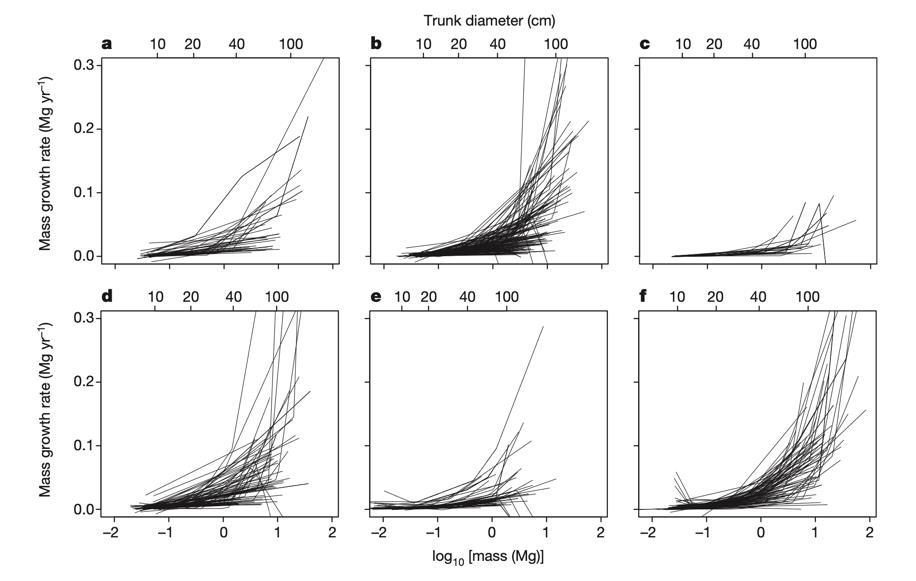 Trunk diameter (cm)
a 10 20 40 100 b 10 20 40 100 c 10 20 40 100
0.3
0.2
0.1
0.0
Mass growth rate (Mg yr⁻¹)
d 10 20 40 100 e 10 20 40 100 f 10 20 40 100
0.3
0.2
0.1
0.0
Mass growth rate (Mg yr⁻¹)
−2 −1 0 1 2 −2 −1 0 1 2 −2 −1 0 1 2
log₁₀ [mass (Mg)]